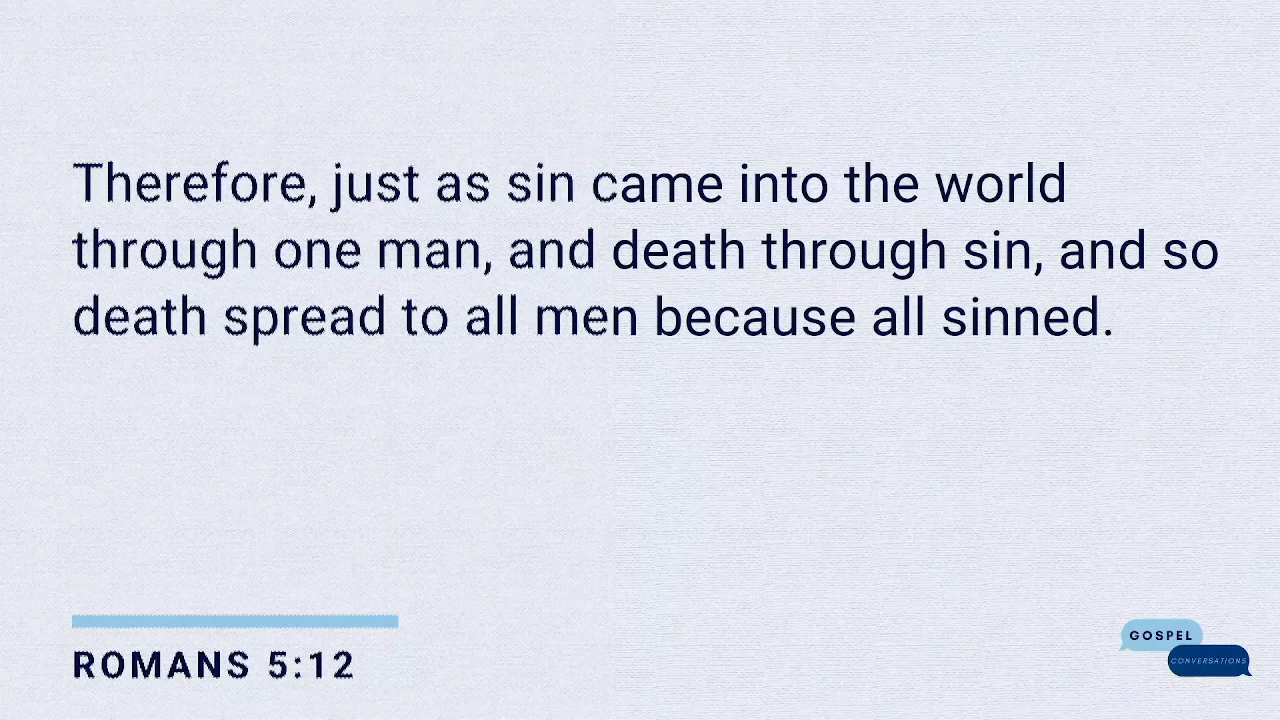 Therefore, just as sin came into the world
through one man, and death through sin, and so
death spread to all men because all sinned.
ROMANS 5:12
GOSPEL
CONVERSATIONS